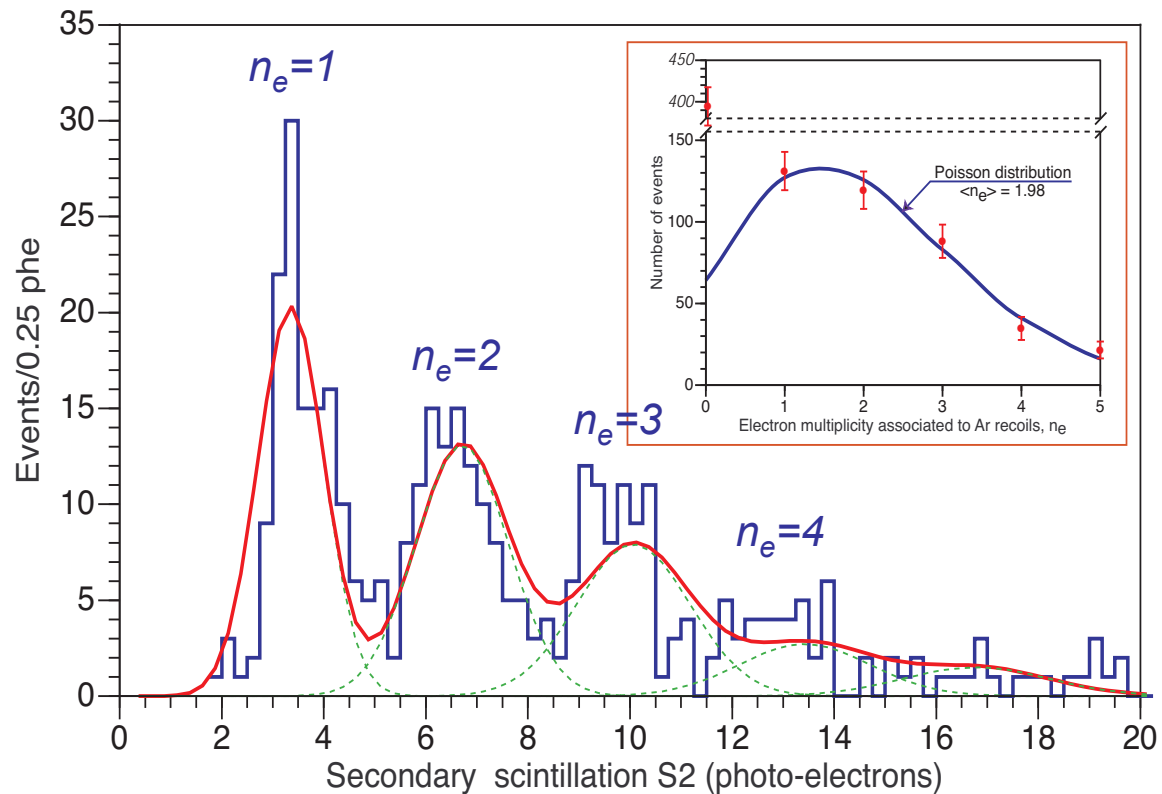 35
30
25
20
15
10
5
0
Events/0.25 phe
0 2 4 6 8 10 12 14 16 18 20
Secondary scintillation S2 (photo-electrons)
n_e=1
n_e=2
n_e=3
n_e=4
450
400
150
100
50
0
Number of events
Poisson distribution
<n_e> = 1.98
0 1 2 3 4 5
Electron multiplicity associated to Ar recoils, n_e